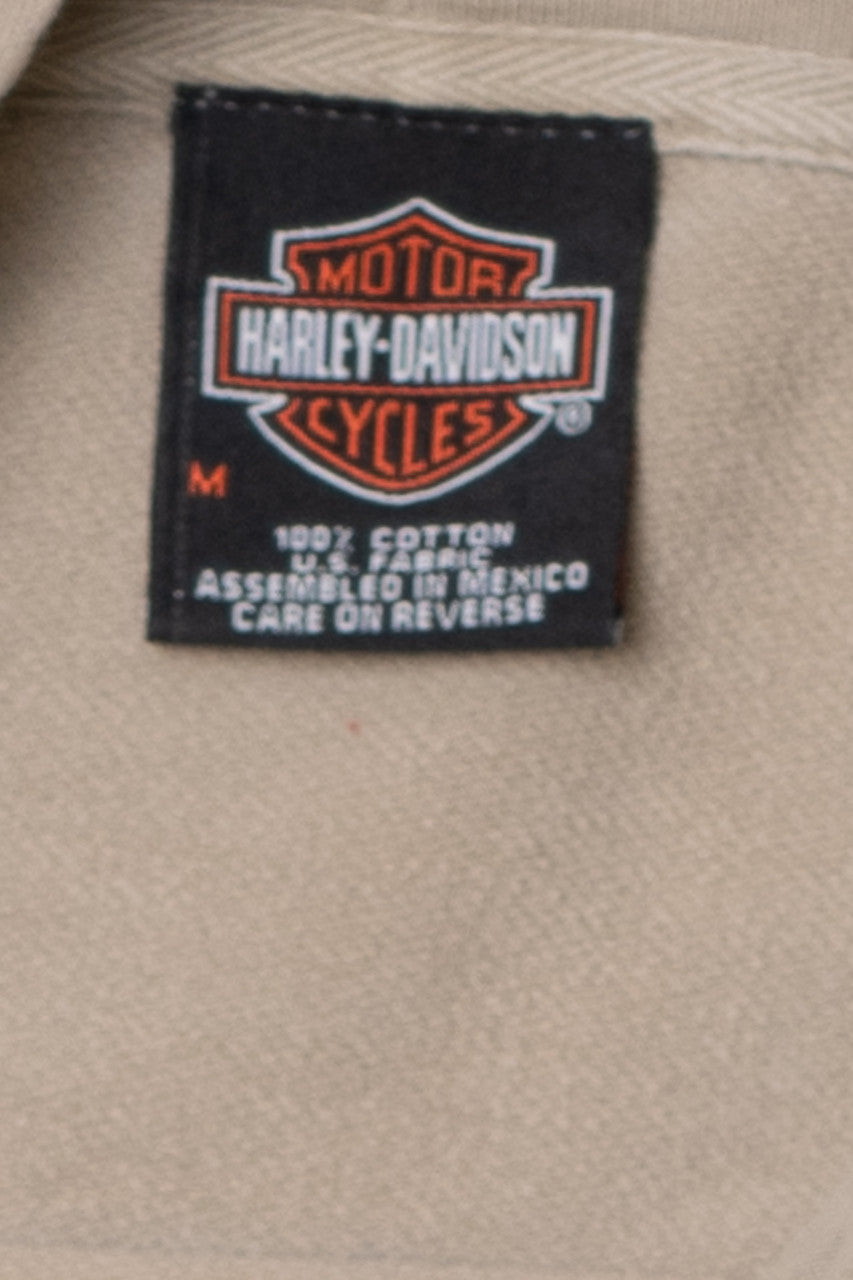 MOTOR
HARLEY-DAVIDSON
CYCLES
®
M
100% COTTON
U.S. FABRIC
ASSEMBLED IN MEXICO
CARE ON REVERSE